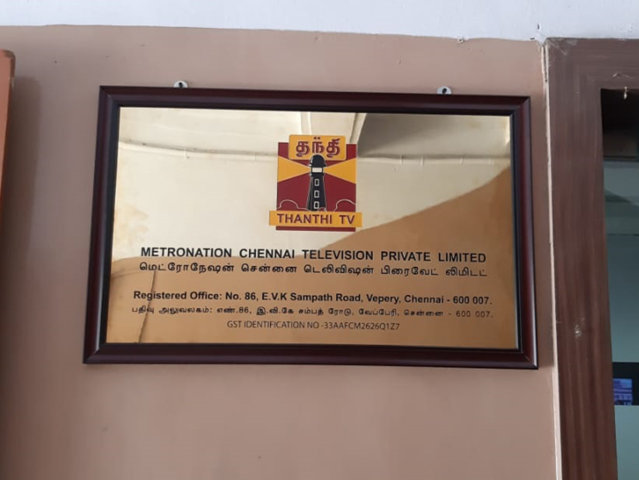 தந்தி
THANTHI TV
METRONATION CHENNAI TELEVISION PRIVATE LIMITED
மெட்ரோநேஷன் சென்னை டெலிவிஷன் பிரைவேட் லிமிடட்
Registered Office: No. 86, E.V.K Sampath Road, Vepery, Chennai - 600 007.
பதிவு அலுவலகம்: எண்.86, இ.வி.கே சம்பத் ரோடு, வேப்பேரி, சென்னை - 600 007.
GST IDENTIFICATION NO -33AAFCM2626Q1Z7